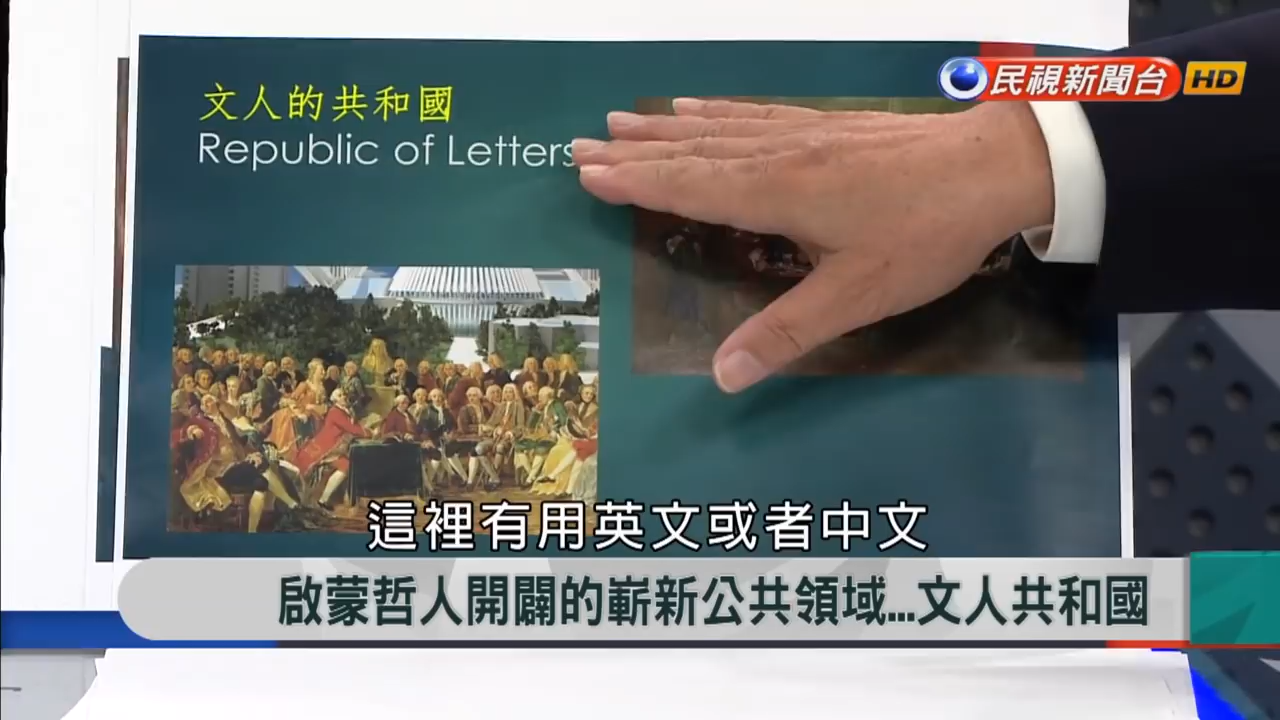 民視新聞台 HD
文人的共和國
Republic of Letters
這裡有用英文或者中文
啟蒙哲人開闢的嶄新公共領域...文人共和國